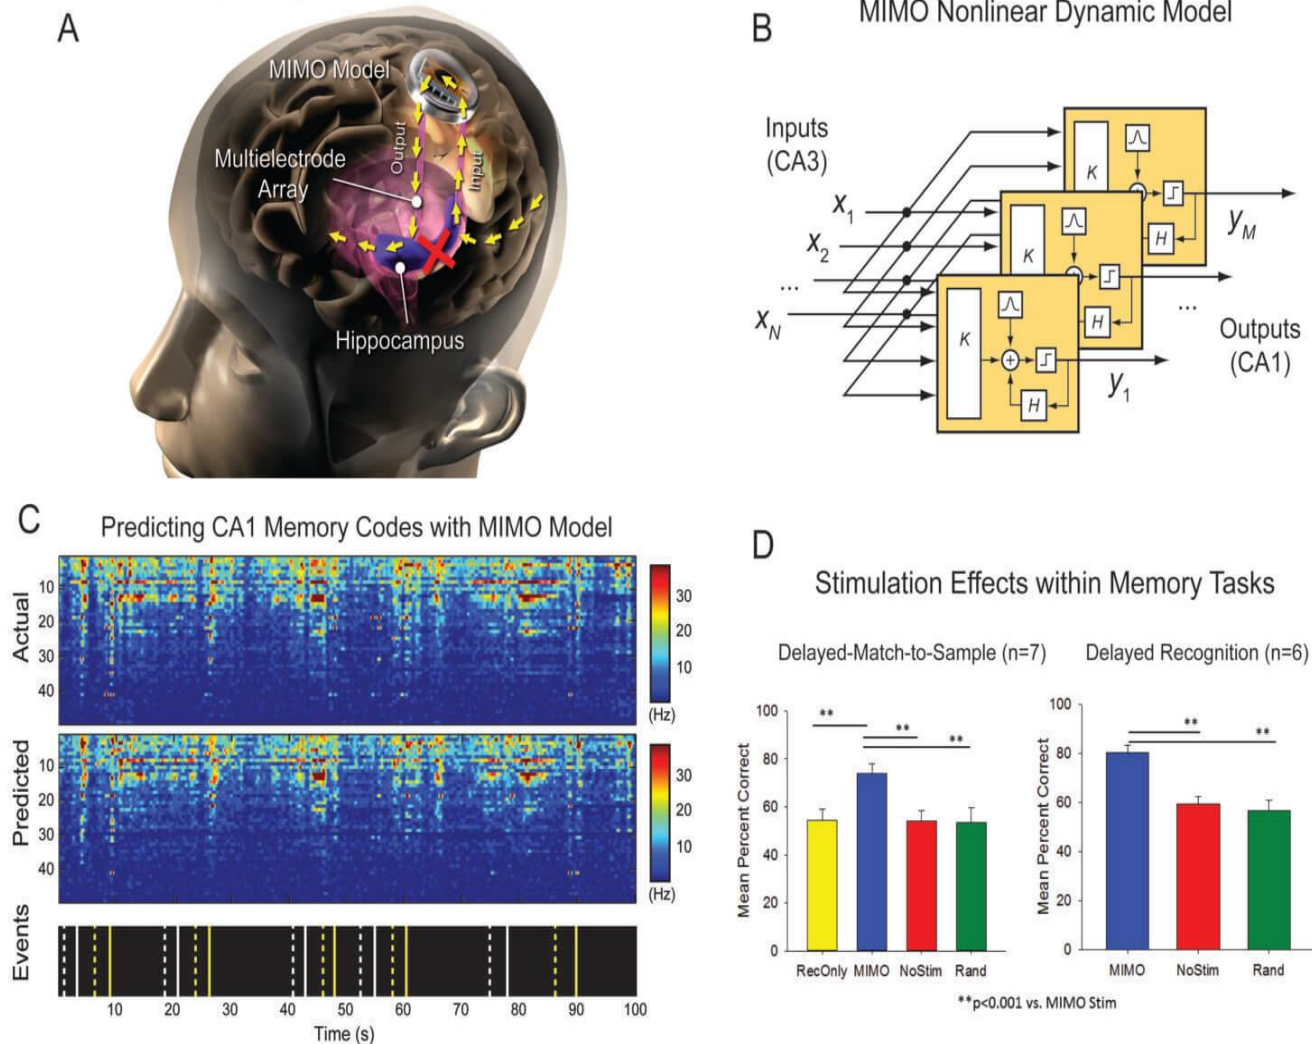 A
MIMO Model
Output
Input
Multielectrode
Array
Hippocampus
B
MIMO Nonlinear Dynamic Model
Inputs
(CA3)
x1
x2
...
xN
K
H
yM
K
H
...
K
H
y1
Outputs
(CA1)
C
Predicting CA1 Memory Codes with MIMO Model
Actual
10
20
30
40
30
20
10
(Hz)
Predicted
10
20
30
40
30
20
10
(Hz)
Events
10 20 30 40 50 60 70 80 90 100
Time (s)
D
Stimulation Effects within Memory Tasks
Delayed-Match-to-Sample (n=7)
Mean Percent Correct
100
80
60
40
20
0
**
**
**
RecOnly MIMO NoStim Rand
Delayed Recognition (n=6)
Mean Percent Correct
100
80
60
40
20
0
**
**
MIMO NoStim Rand
**p<0.001 vs. MIMO Stim